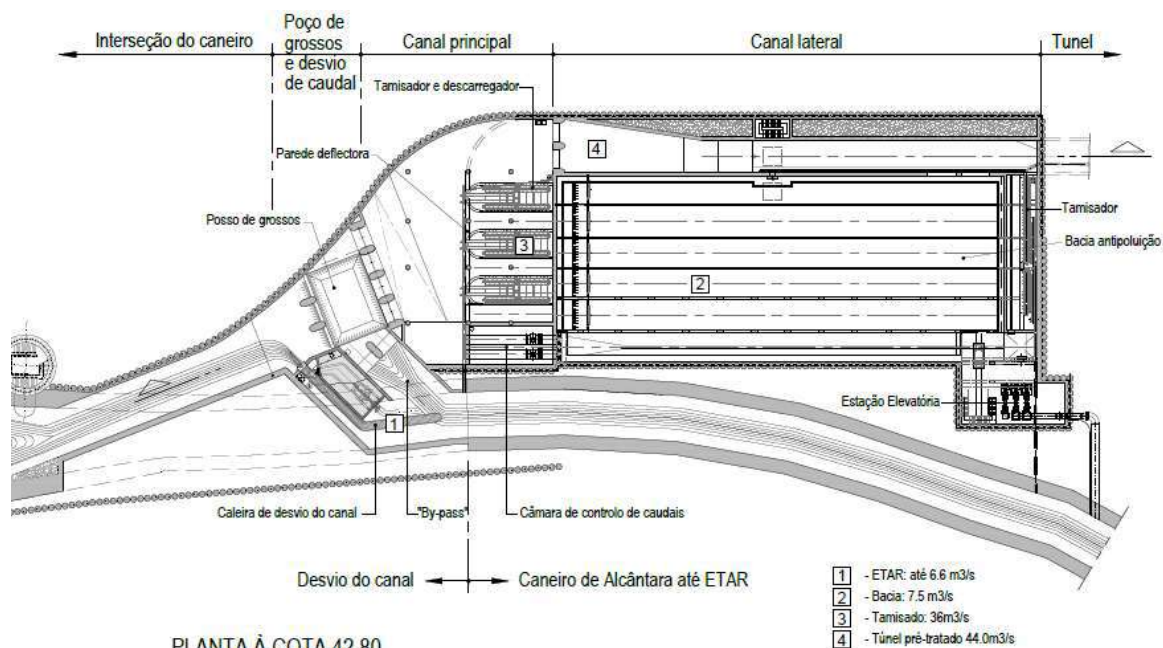 Interseção do caneiro
Poço de
grossos
e desvio
de caudal
Canal principal
Canal lateral
Tunel
Tamisador e descarregador
Parede deflectora
4
Posso de grossos
3
Tamisador
Bacia antipoluição
2
Estação Elevatória
1
Caleira de desvio do canal
"By-pass"
Câmara de controlo de caudais
Desvio do canal
Caneiro de Alcântara até ETAR
1 - ETAR: até 6.6 m3/s
2 - Bacia: 7.5 m3/s
3 - Tamisado: 36m3/s
4 - Túnel pré-tratado 44.0m3/s
PLANTA À COTA 42.80